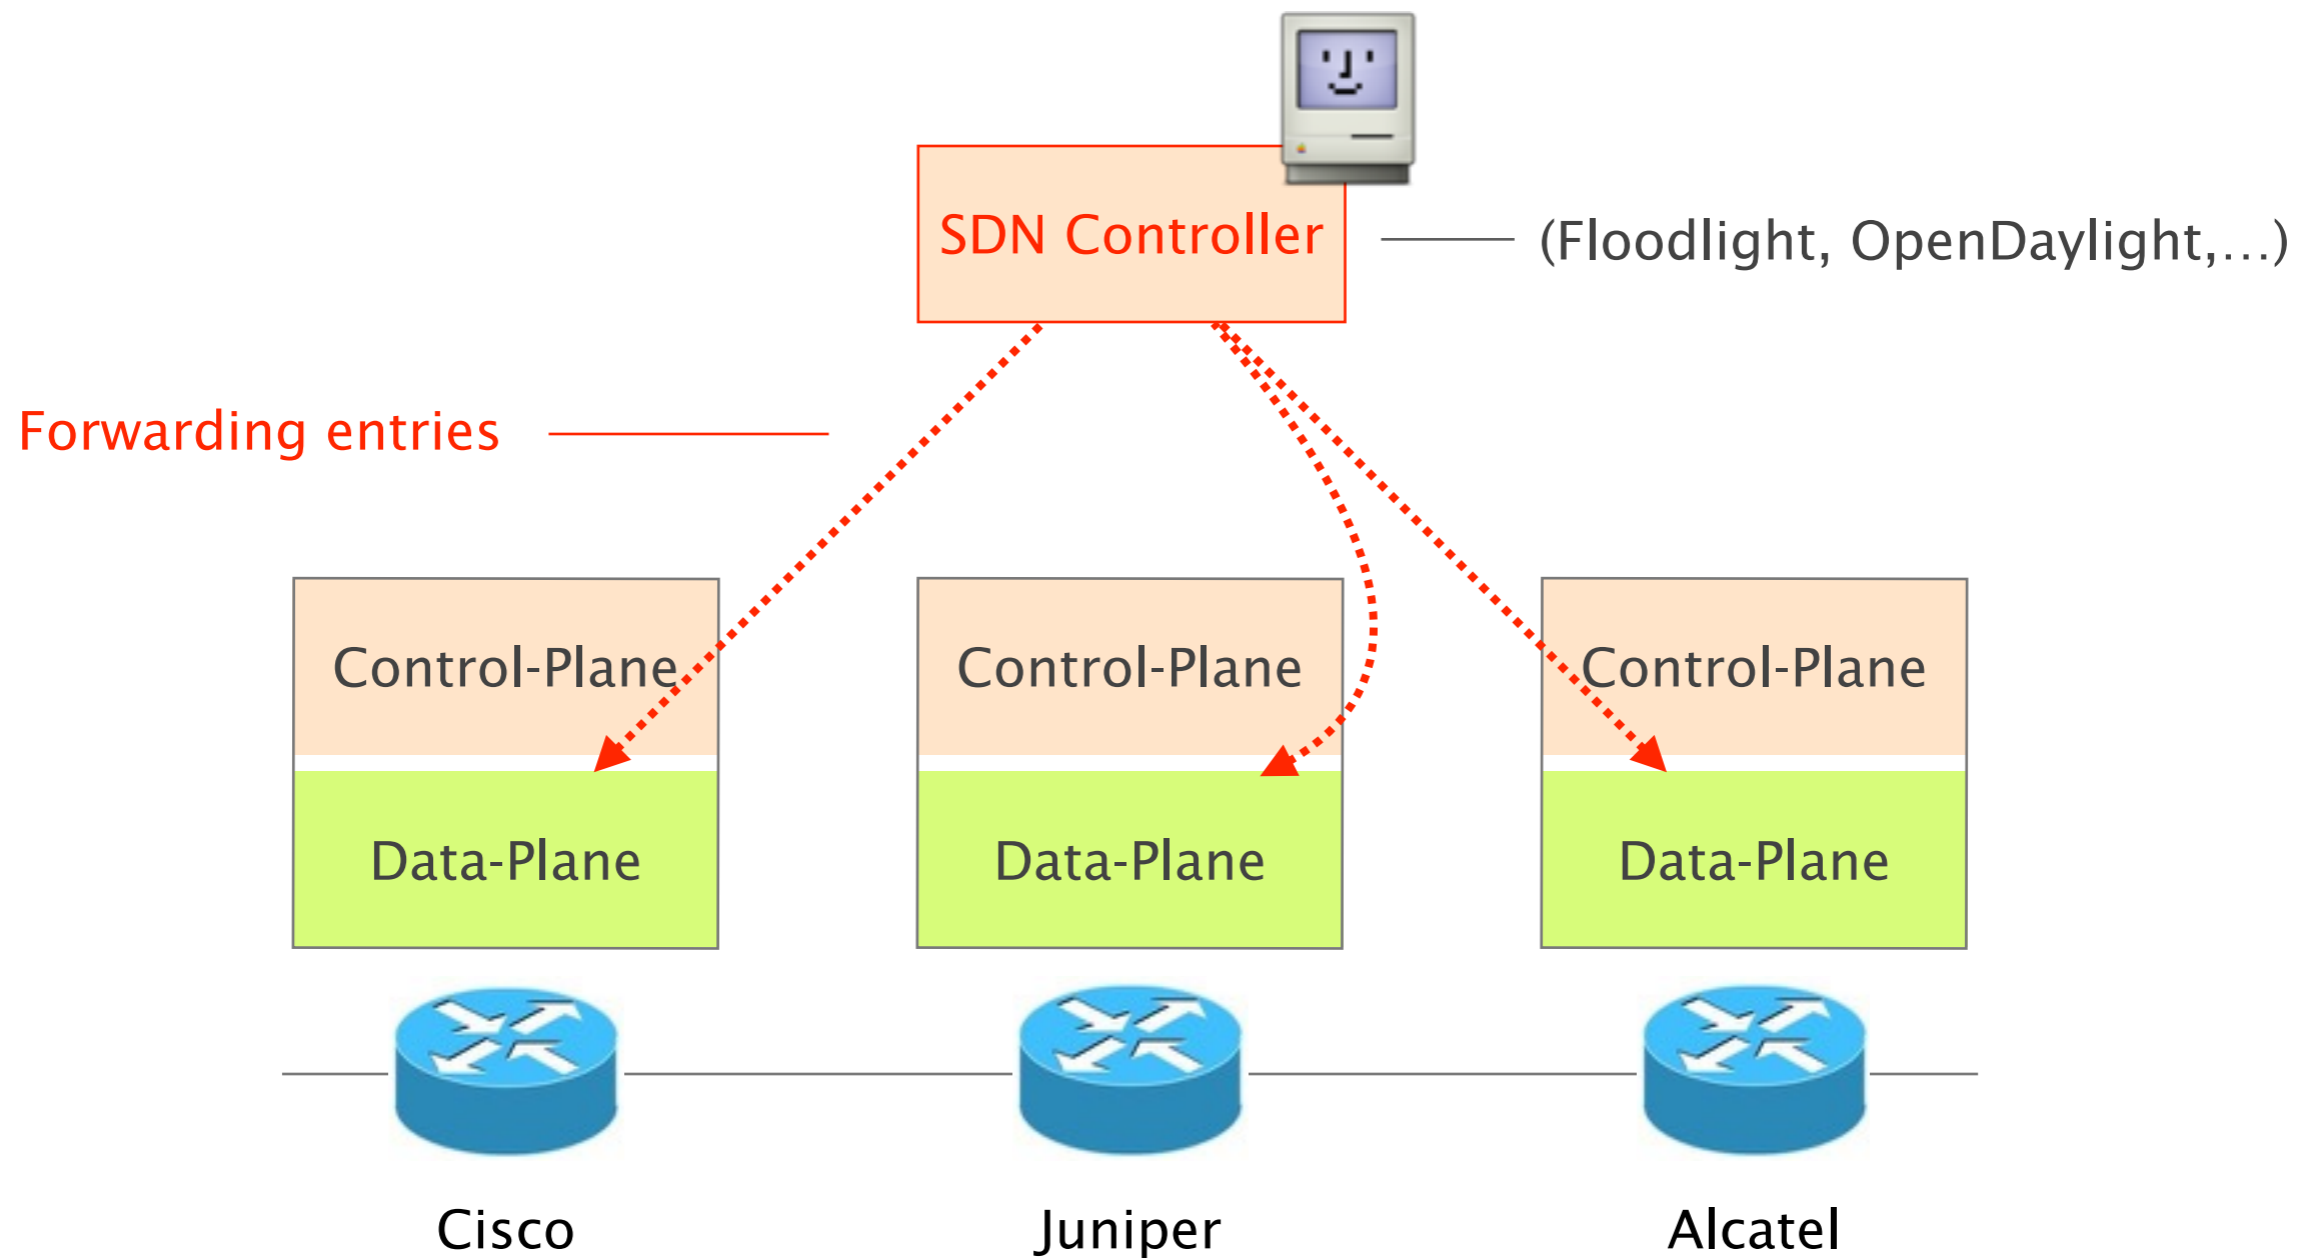 SDN Controller
(Floodlight, OpenDaylight,...)
Forwarding entries
Control-Plane
Control-Plane
Control-Plane
Data-Plane
Data-Plane
Data-Plane
Cisco
Juniper
Alcatel